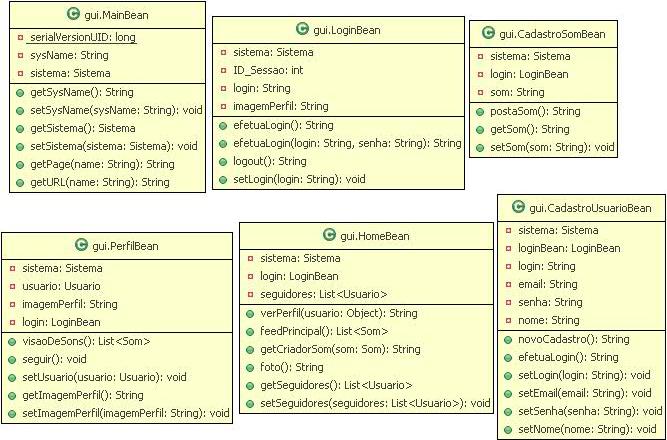 gui.MainBean
serialVersionUID: long
sysName: String
sistema: Sistema
getSysName(): String
setSysName(sysName: String): void
getSistema(): Sistema
setSistema(sistema: Sistema): void
getPage(name: String): String
getURL(name: String): String
gui.LoginBean
sistema: Sistema
ID_Sessao: int
login: String
imagemPerfil: String
efetuaLogin(): String
efetuaLogin(login: String, senha: String): String
logout(): String
setLogin(login: String): void
gui.CadastroSomBean
sistema: Sistema
login: LoginBean
som: String
postaSom(): String
getSom(): String
setSom(som: String): void
gui.PerfilBean
sistema: Sistema
usuario: Usuario
imagemPerfil: String
login: LoginBean
visaoDeSons(): List<Som>
seguir(): void
setUsuario(usuario: Usuario): void
getImagemPerfil(): String
setImagemPerfil(imagemPerfil: String): void
gui.HomeBean
sistema: Sistema
login: LoginBean
seguidores: List<Usuario>
verPerfil(usuario: Object): String
feedPrincipal(): List<Som>
getCriadorSom(som: Som): String
foto(): String
getSeguidores(): List<Usuario>
setSeguidores(seguidores: List<Usuario>): void
gui.CadastroUsuarioBean
sistema: Sistema
loginBean: LoginBean
login: String
email: String
senha: String
nome: String
novoCadastro(): String
efetuaLogin(): String
setLogin(login: String): void
setEmail(email: String): void
setSenha(senha: String): void
setNome(nome: String): void